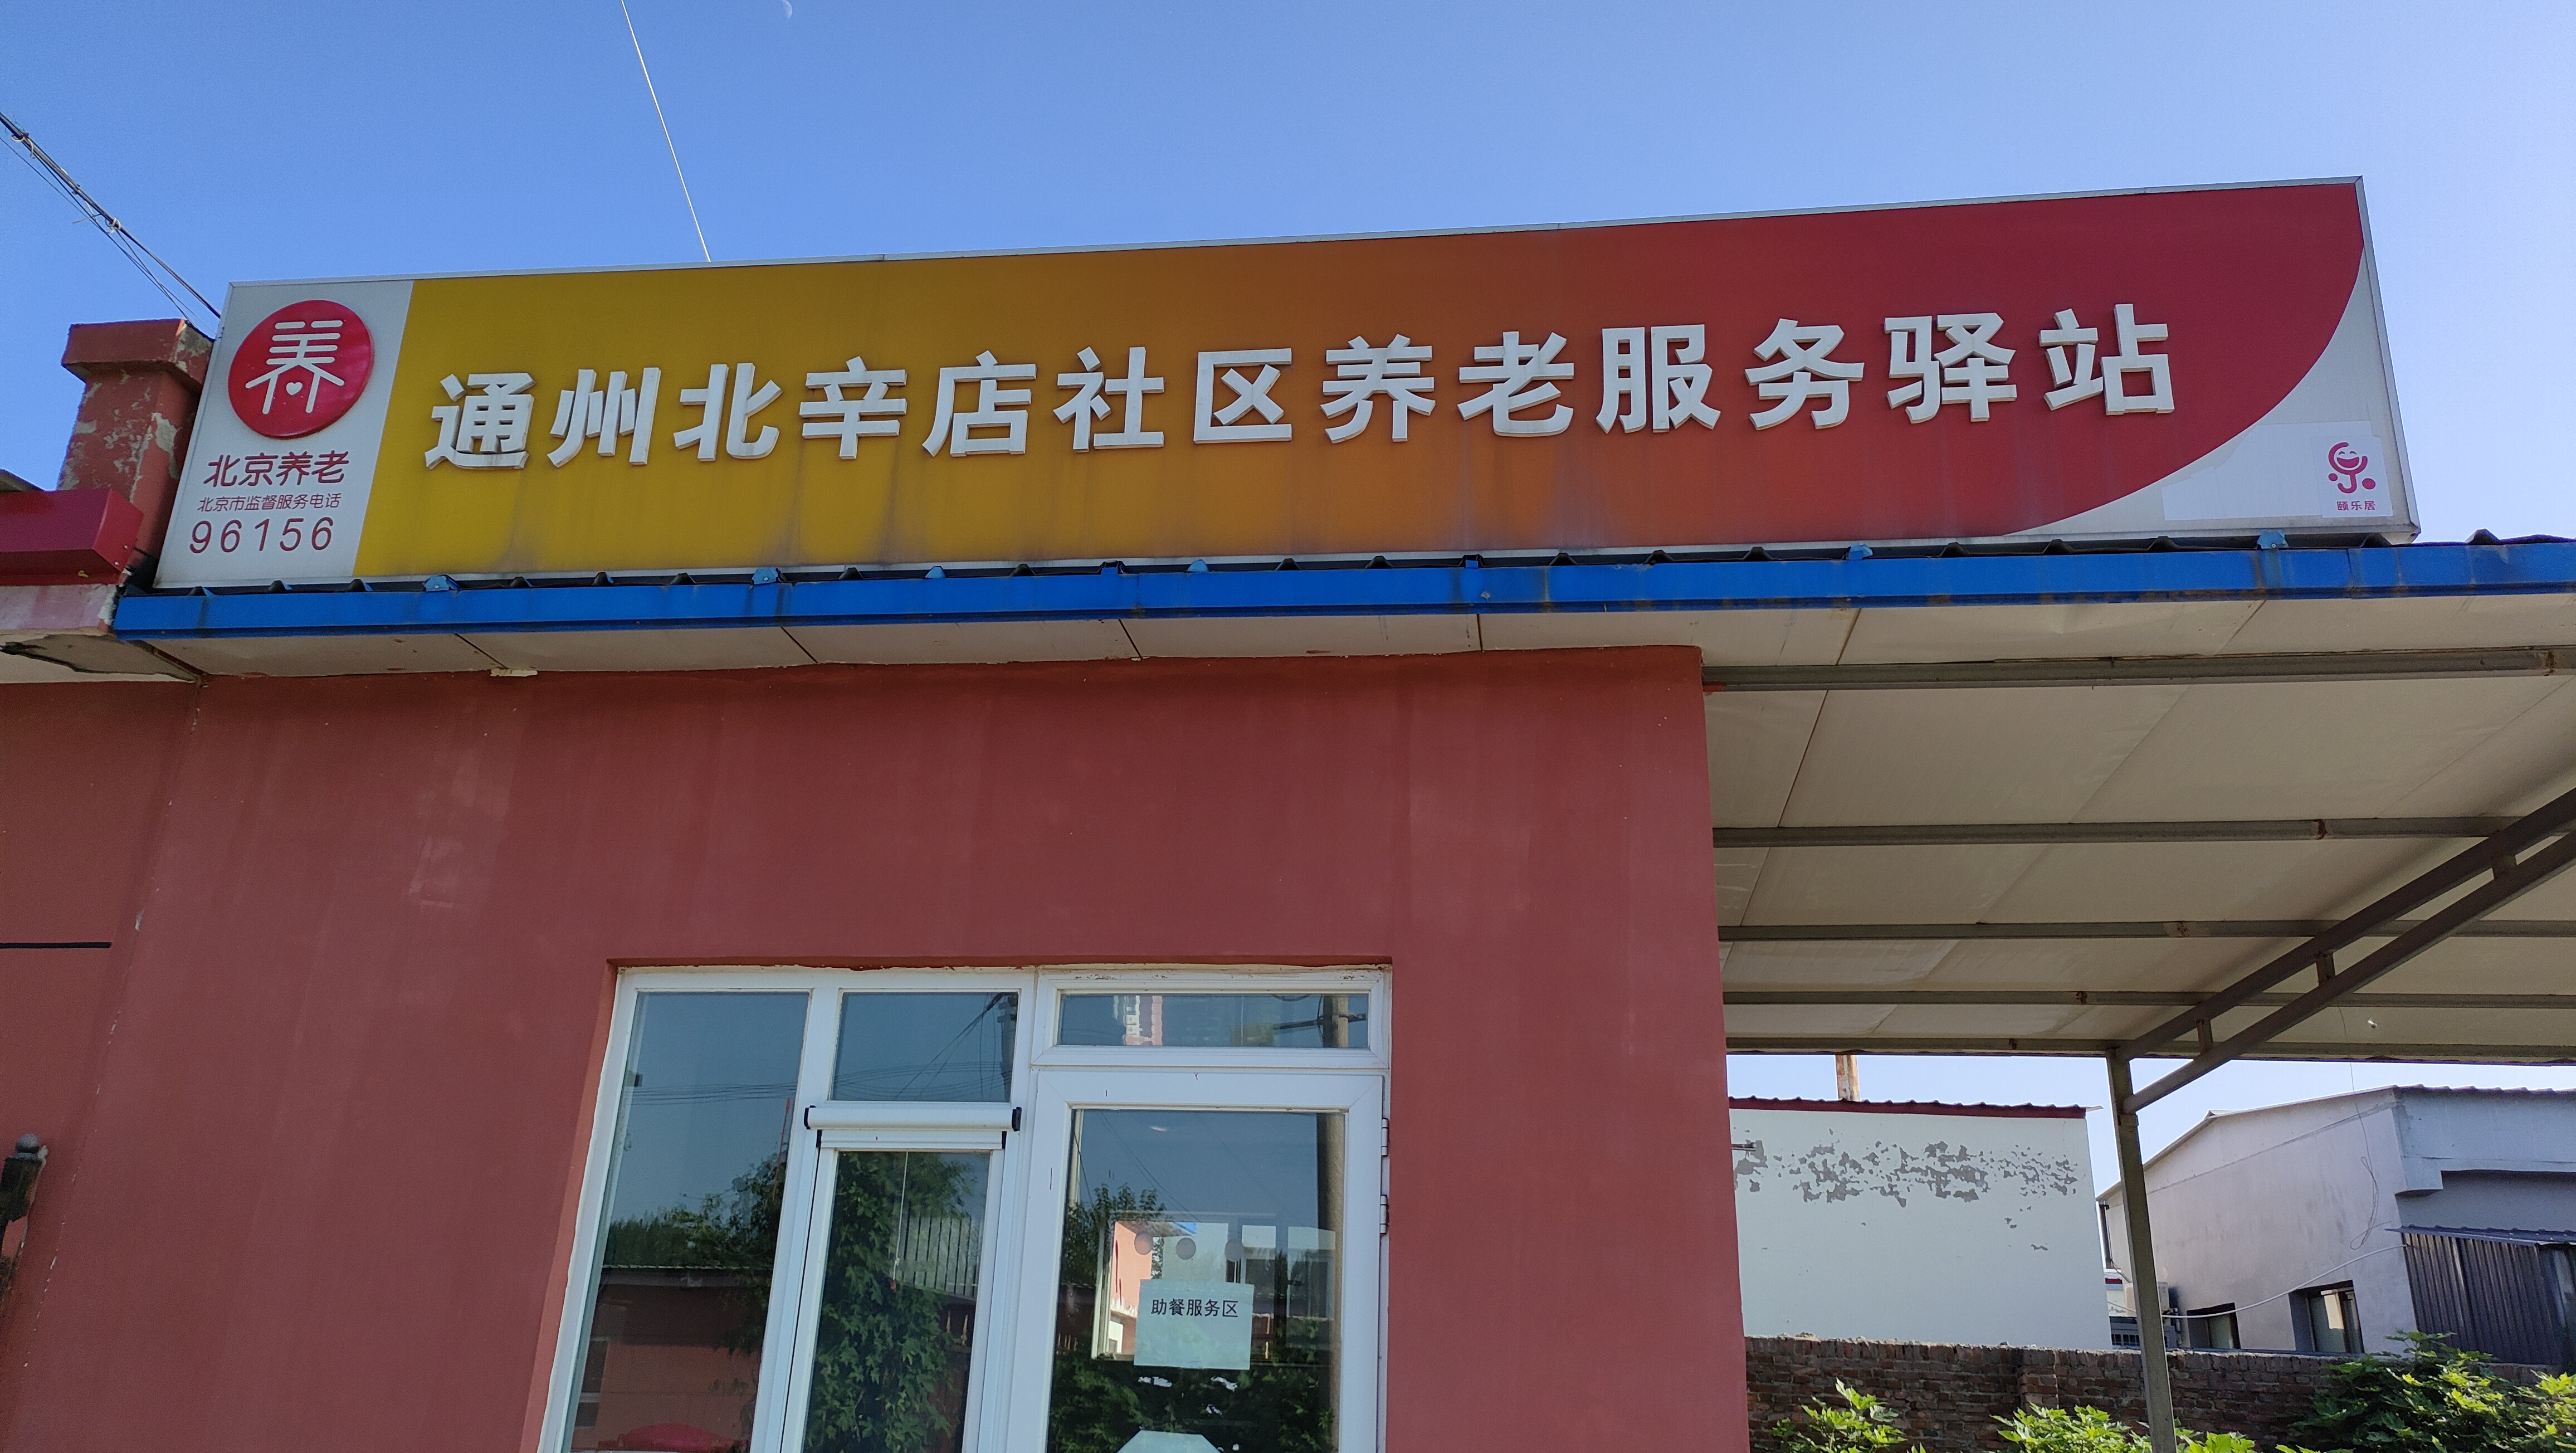 养
北京养老
北京市监督服务电话
96156
通州北辛店社区养老服务驿站
颐乐居
助餐服务区